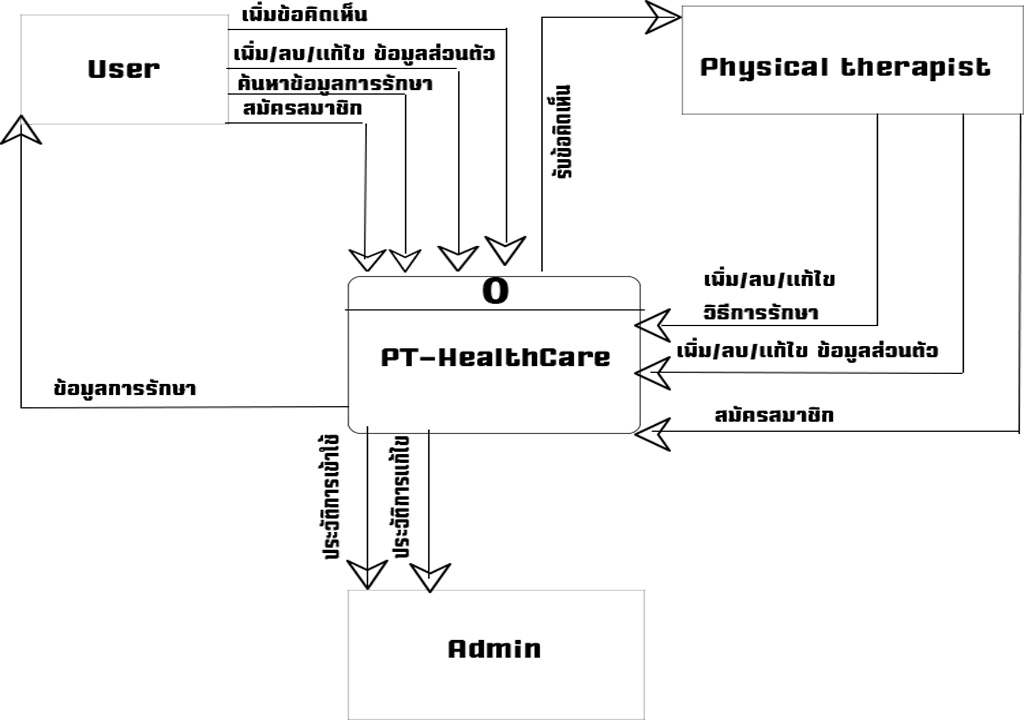 User
เพิ่มข้อคิดเห็น
เพิ่ม/ลบ/แก้ไข ข้อมูลส่วนตัว
ค้นหาข้อมูลการรักษา
สมัครสมาชิก
Physical therapist
รับข้อคิดเห็น
0
PT-HealthCare
เพิ่ม/ลบ/แก้ไข
วิธีการรักษา
เพิ่ม/ลบ/แก้ไข ข้อมูลส่วนตัว
สมัครสมาชิก
ข้อมูลการรักษา
ประวัติการเข้าใช้
ประวัติการแก้ไข
Admin